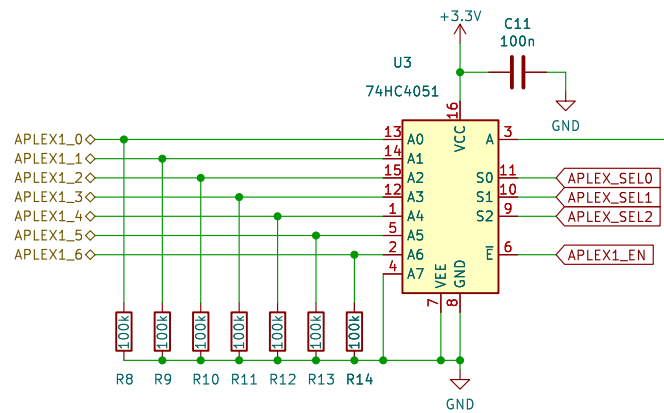 +3.3V
C11
100n
U3
74HC4051
GND
16
VCC
APLEX1_0 13 A0 A 3
APLEX1_1 14 A1
APLEX1_2 15 A2 S0 11 APLEX_SEL0
APLEX1_3 12 A3 S1 10 APLEX_SEL1
APLEX1_4 1 A4 S2 9 APLEX_SEL2
APLEX1_5 5 A5
APLEX1_6 2 A6 E 6 APLEX1_EN
4 A7
VEE GND
7 8
100k 100k 100k 100k 100k 100k 100k
R8 R9 R10 R11 R12 R13 R14
GND